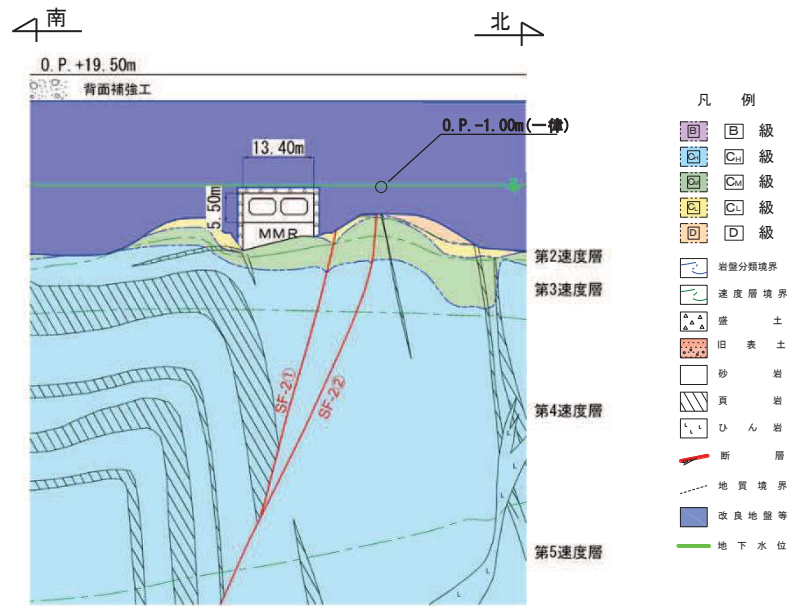 南
北
O.P.+19.50m
背面補強工
O.P.-1.00m(一律)
13.40m
5.50m
MMR
第2速度層
第3速度層
SF-2①
SF-2②
第4速度層
第5速度層
凡 例
B B 級
CH CH 級
CM CM 級
CL CL 級
D D 級
岩盤分類境界
速度層境界
盛 土
旧 表 土
砂 岩
頁 岩
ひ ん 岩
断 層
地 質 境 界
改 良 地 盤 等
地 下 水 位